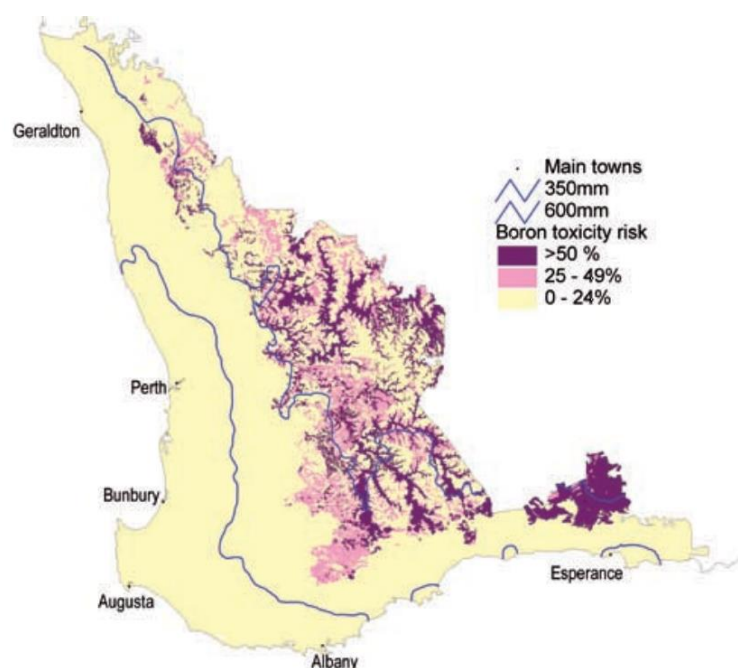 Geraldton
Main towns
350mm
600mm
Boron toxicity risk
>50 %
25 - 49%
0 - 24%
Perth
Bunbury
Esperance
Augusta
Albany